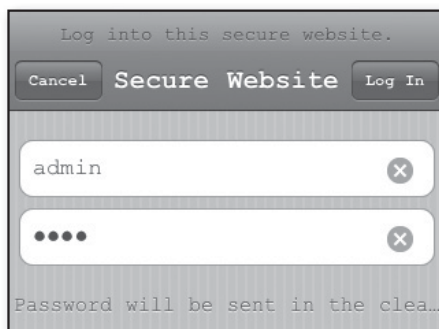 Log into this secure website.
Cancel Secure Website Log In
admin
••••
Password will be sent in the clea…